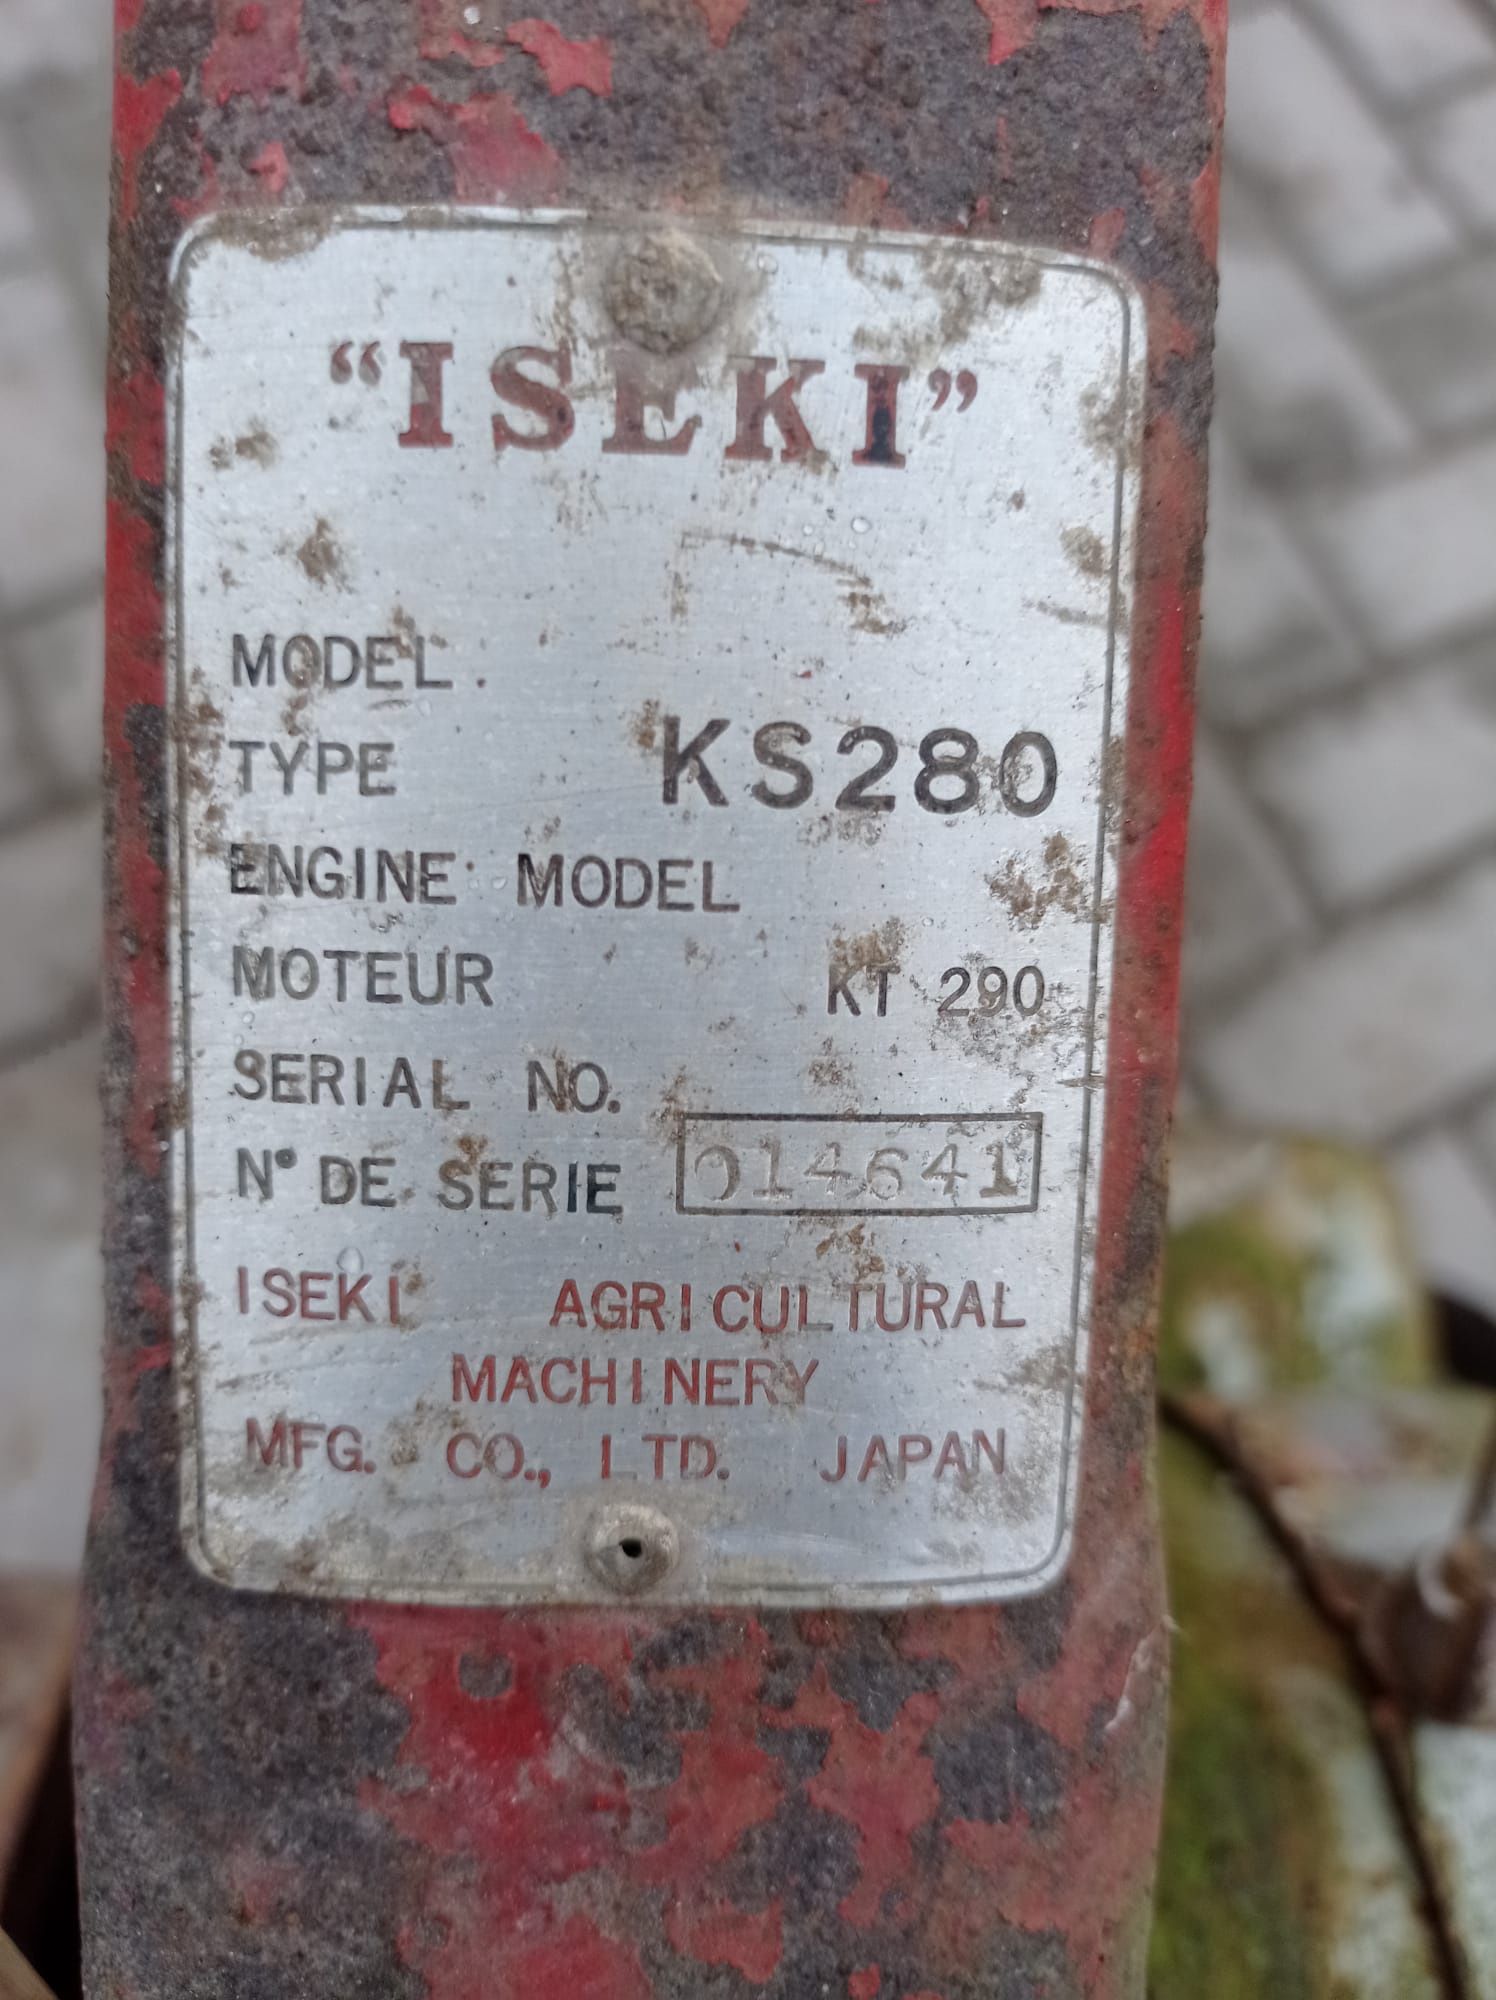 “ISEKI”
MODEL
TYPE KS280
ENGINE MODEL
MOTEUR KT 290
SERIAL NO.
N° DE SERIE 014641
ISEKI AGRICULTURAL
MACHINERY
MFG. CO., LTD. JAPAN